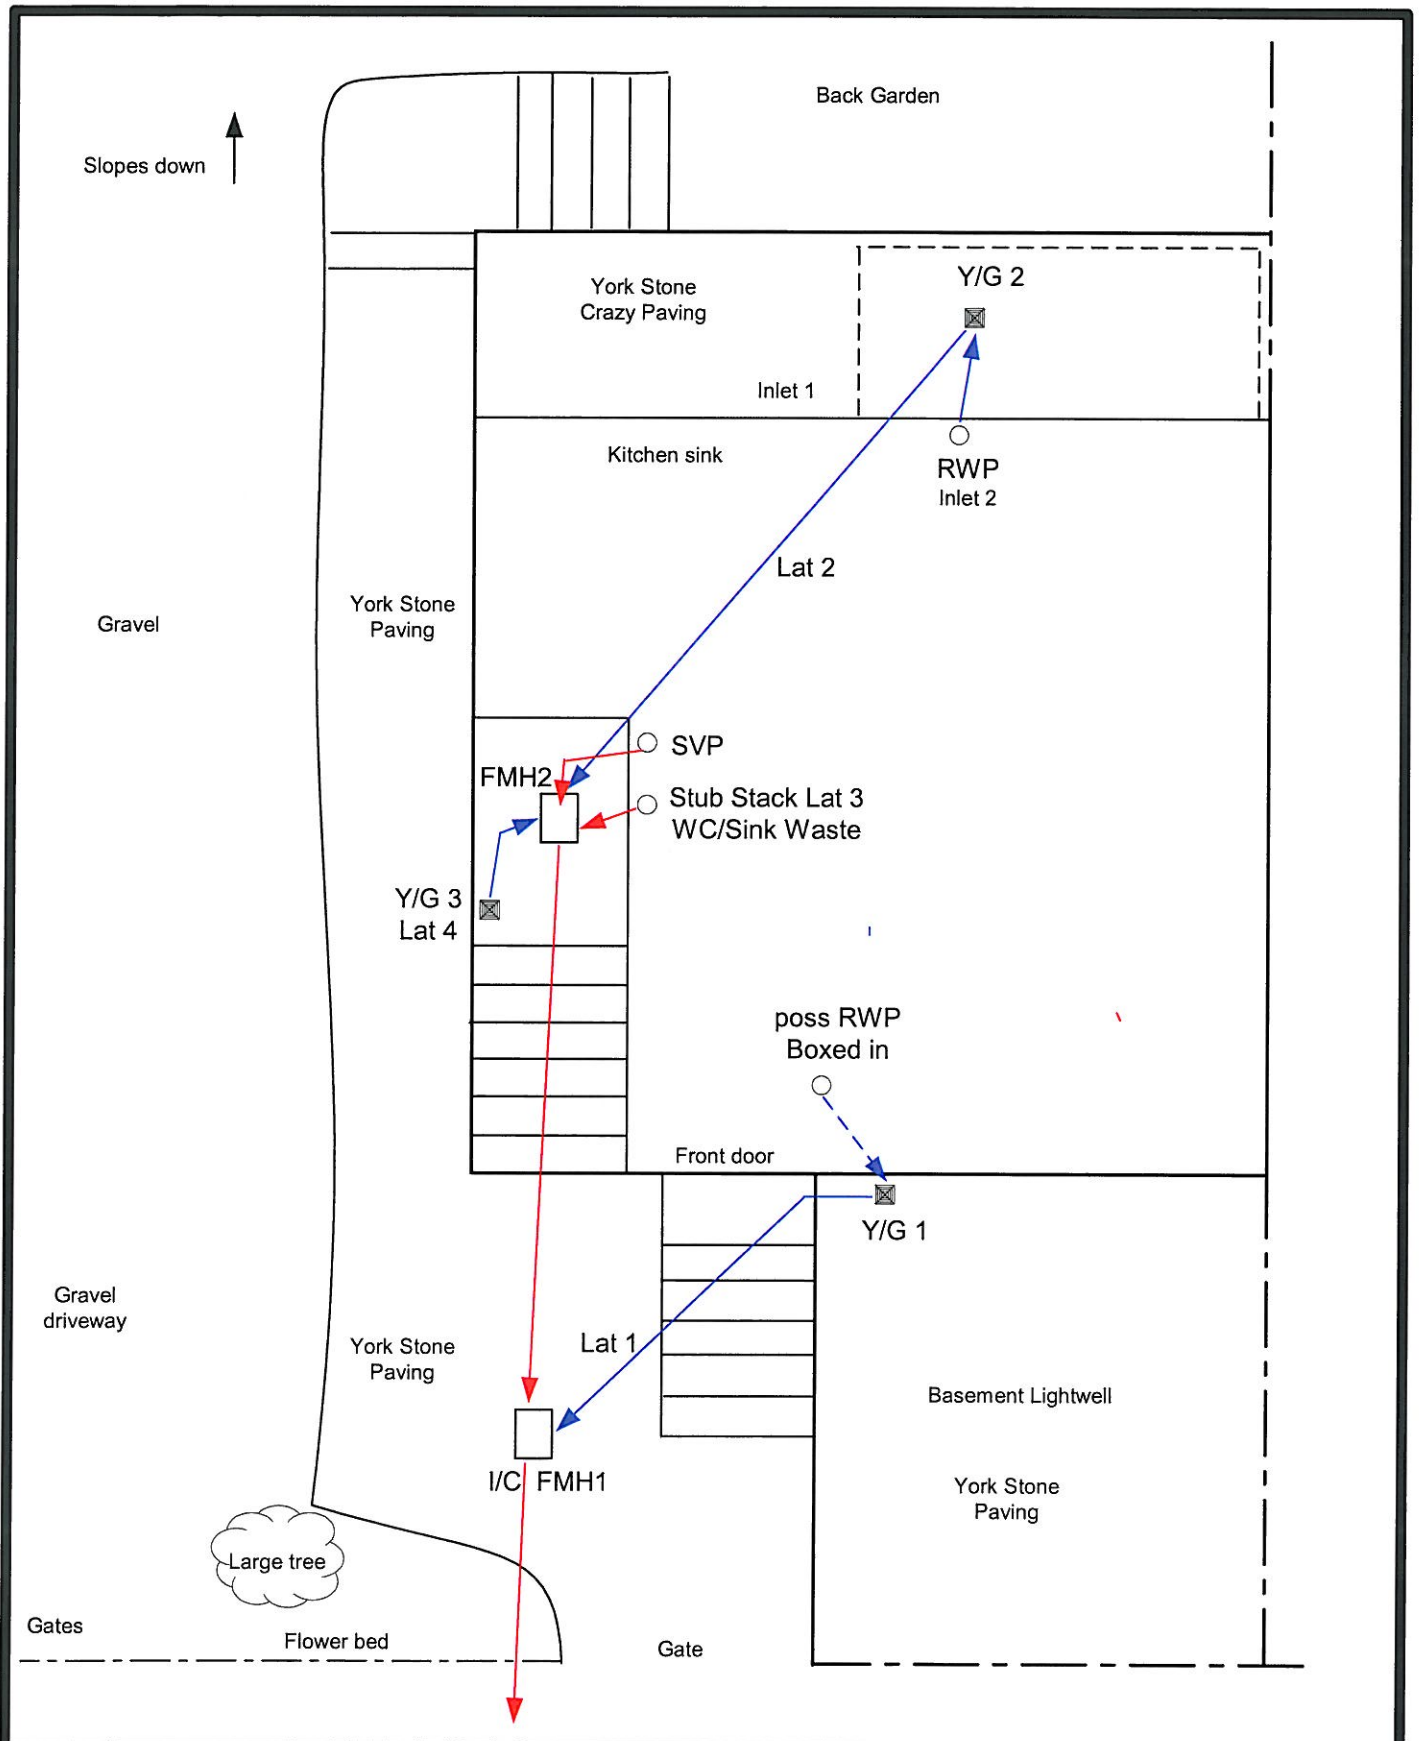 Back Garden
Slopes down
Y/G 2
York Stone
Crazy Paving
Inlet 1
Kitchen sink
RWP
Inlet 2
Lat 2
York Stone
Paving
Gravel
SVP
FMH2
Stub Stack Lat 3
WC/Sink Waste
Y/G 3
Lat 4
poss RWP
Boxed in
Front door
Y/G 1
Gravel
driveway
Lat 1
York Stone
Paving
Basement Lightwell
I/C FMH1
York Stone
Paving
Large tree
Gates
Flower bed
Gate